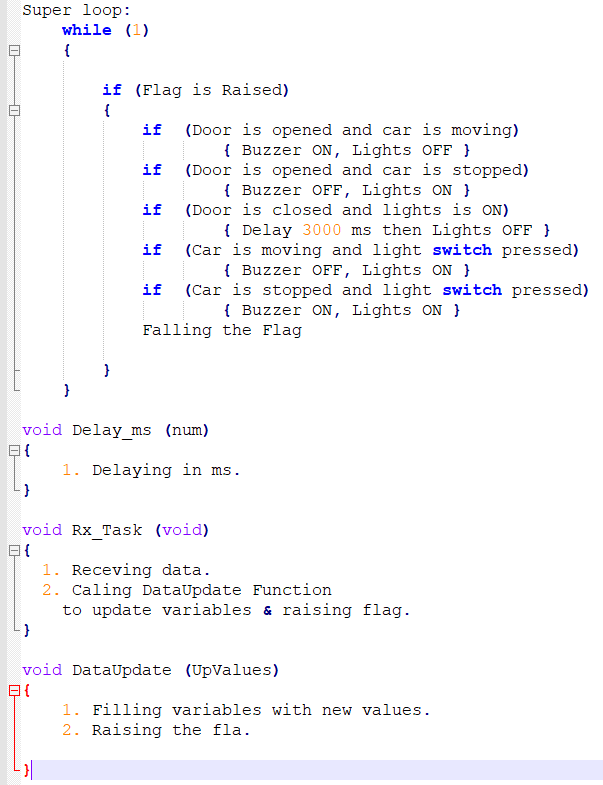 Super loop:
while (1)
{
if (Flag is Raised)
{
if (Door is opened and car is moving)
{ Buzzer ON, Lights OFF }
if (Door is opened and car is stopped)
{ Buzzer OFF, Lights ON }
if (Door is closed and lights is ON)
{ Delay 3000 ms then Lights OFF }
if (Car is moving and light switch pressed)
{ Buzzer OFF, Lights ON }
if (Car is stopped and light switch pressed)
{ Buzzer ON, Lights ON }
Falling the Flag
}
}
void Delay_ms (num)
{
1. Delaying in ms.
}
void Rx_Task (void)
{
1. Receving data.
2. Caling DataUpdate Function
to update variables & raising flag.
}
void DataUpdate (UpValues)
{
1. Filling variables with new values.
2. Raising the fla.
}